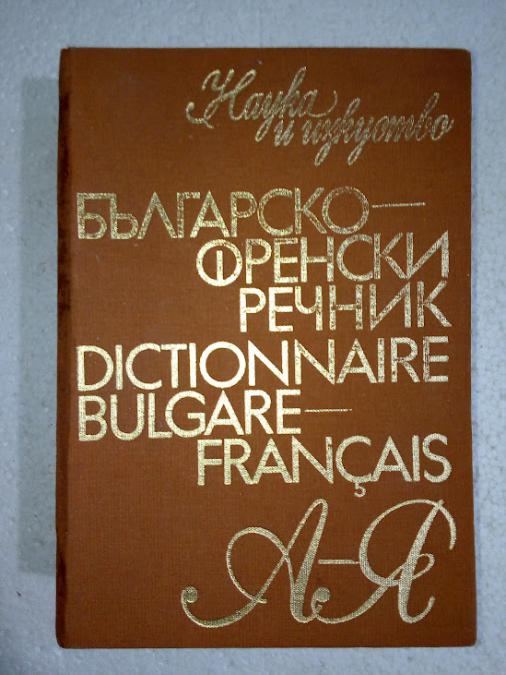 Наука
и изкуство
БЪЛГАРСКО–
ФРЕНСКИ
РЕЧНИК
DICTIONNAIRE
BULGARE–
FRANÇAIS
А–Я